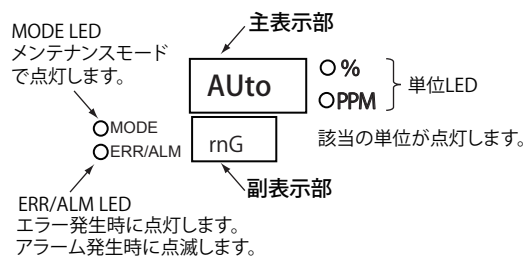 MODE LED
メンテナンスモード
で点灯します。
主表示部
AUto
%
PPM
単位LED
該当の単位が点灯します。
MODE
ERR/ALM
rnG
副表示部
ERR/ALM LED
エラー発生時に点灯します。
アラーム発生時に点滅します。